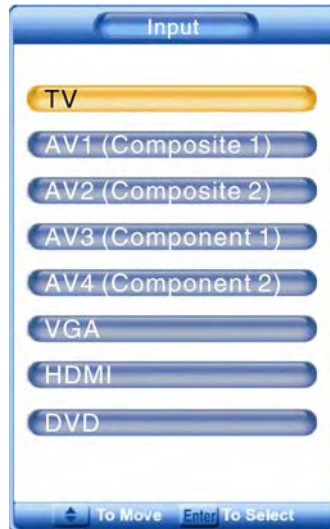 Input
TV
AV1 (Composite 1)
AV2 (Composite 2)
AV3 (Component 1)
AV4 (Component 2)
VGA
HDMI
DVD
To Move Enter To Select